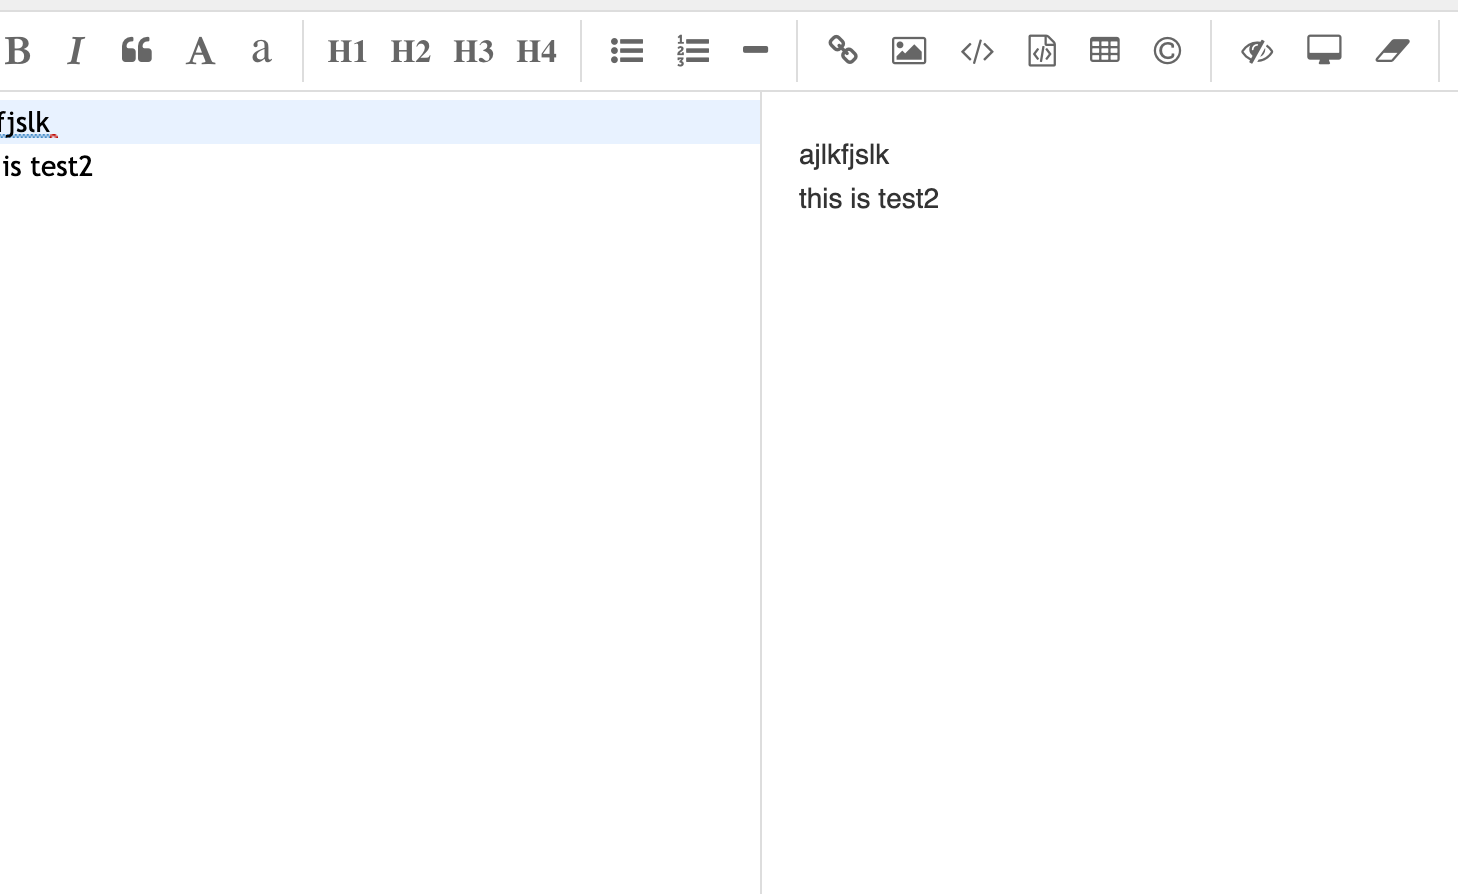 B I A a H1 H2 H3 H4
fjslk
is test2
ajlkfjslk
this is test2